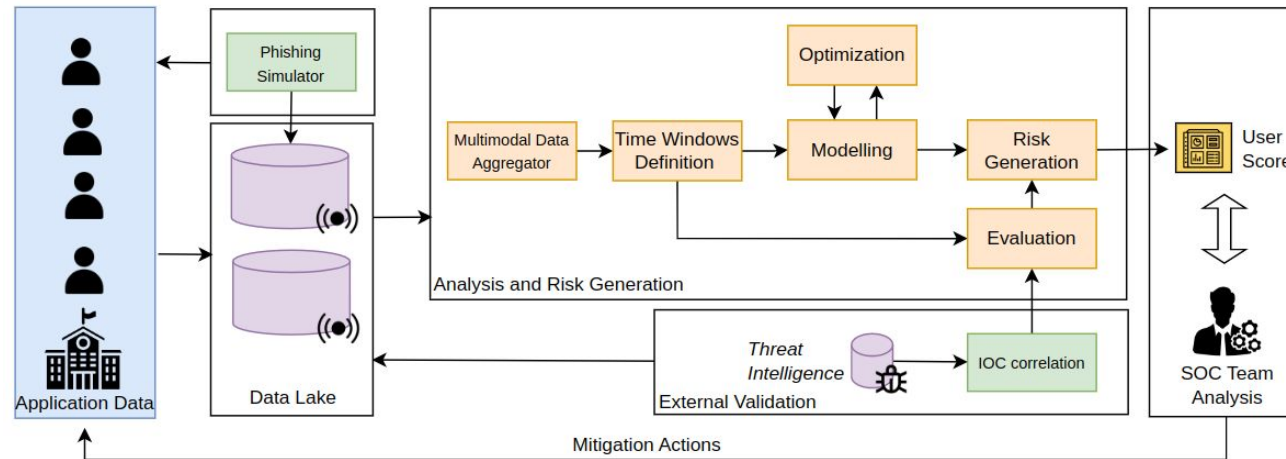 Phishing
Simulator
Optimization
Multimodal Data
Aggregator
Time Windows
Definition
Modelling
Risk
Generation
User
Score
Evaluation
Analysis and Risk Generation
Threat
Intelligence
IOC correlation
External Validation
Application Data
Data Lake
SOC Team
Analysis
Mitigation Actions